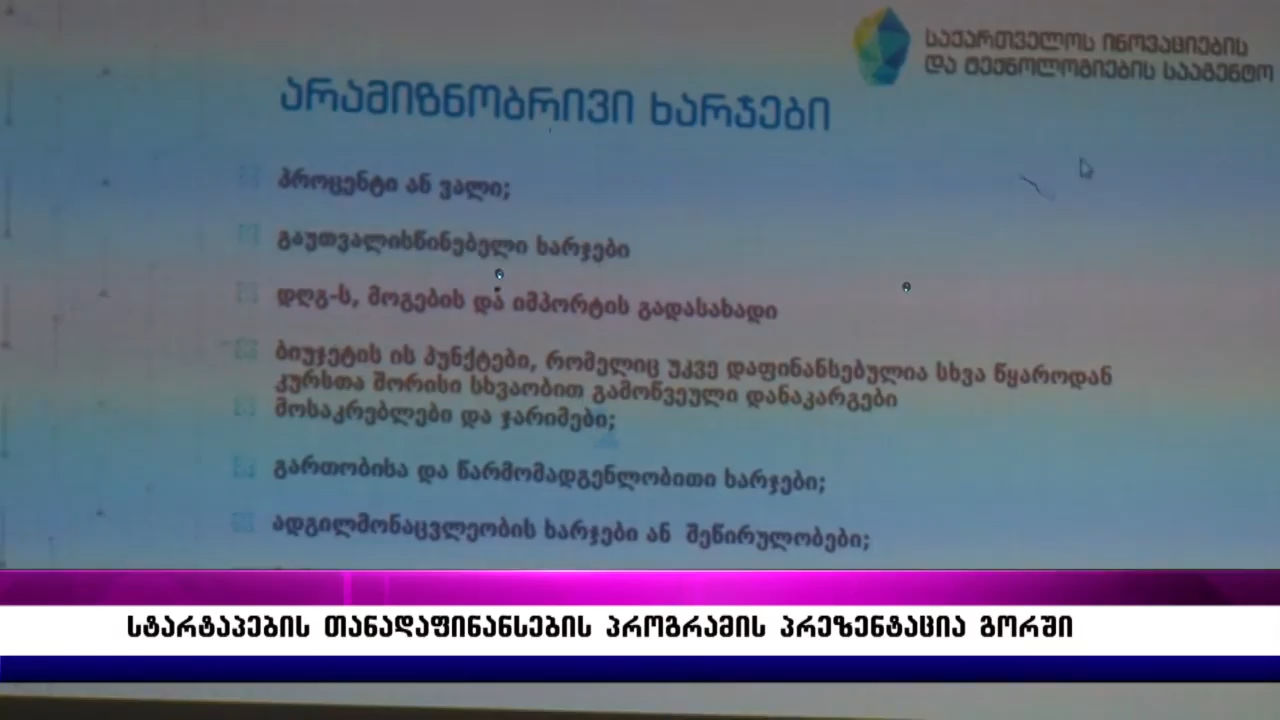 საქართველოს ინოვაციების
და ტექნოლოგიების სააგენტო
არამიზნობრივი ხარჯები
პროცენტი ან ვალი;
გაუთვალისწინებელი ხარჯები
დღგ-ს, მოგების და იმპორტის გადასახადი
ბიუჯეტის ის პუნქტები, რომელიც უკვე დაფინანსებულია სხვა წყაროდან
კურსთა შორისი სხვაობით გამოწვეული დანაკარგები
მოსაკრებლები და ჯარიმები;
გართობისა და წარმომადგენლობითი ხარჯები;
ადგილმონაცვლეობის ხარჯები ან შეწირულობები;
სტარტაპების თანადაფინანსების პროგრამის პრეზენტაცია გორში